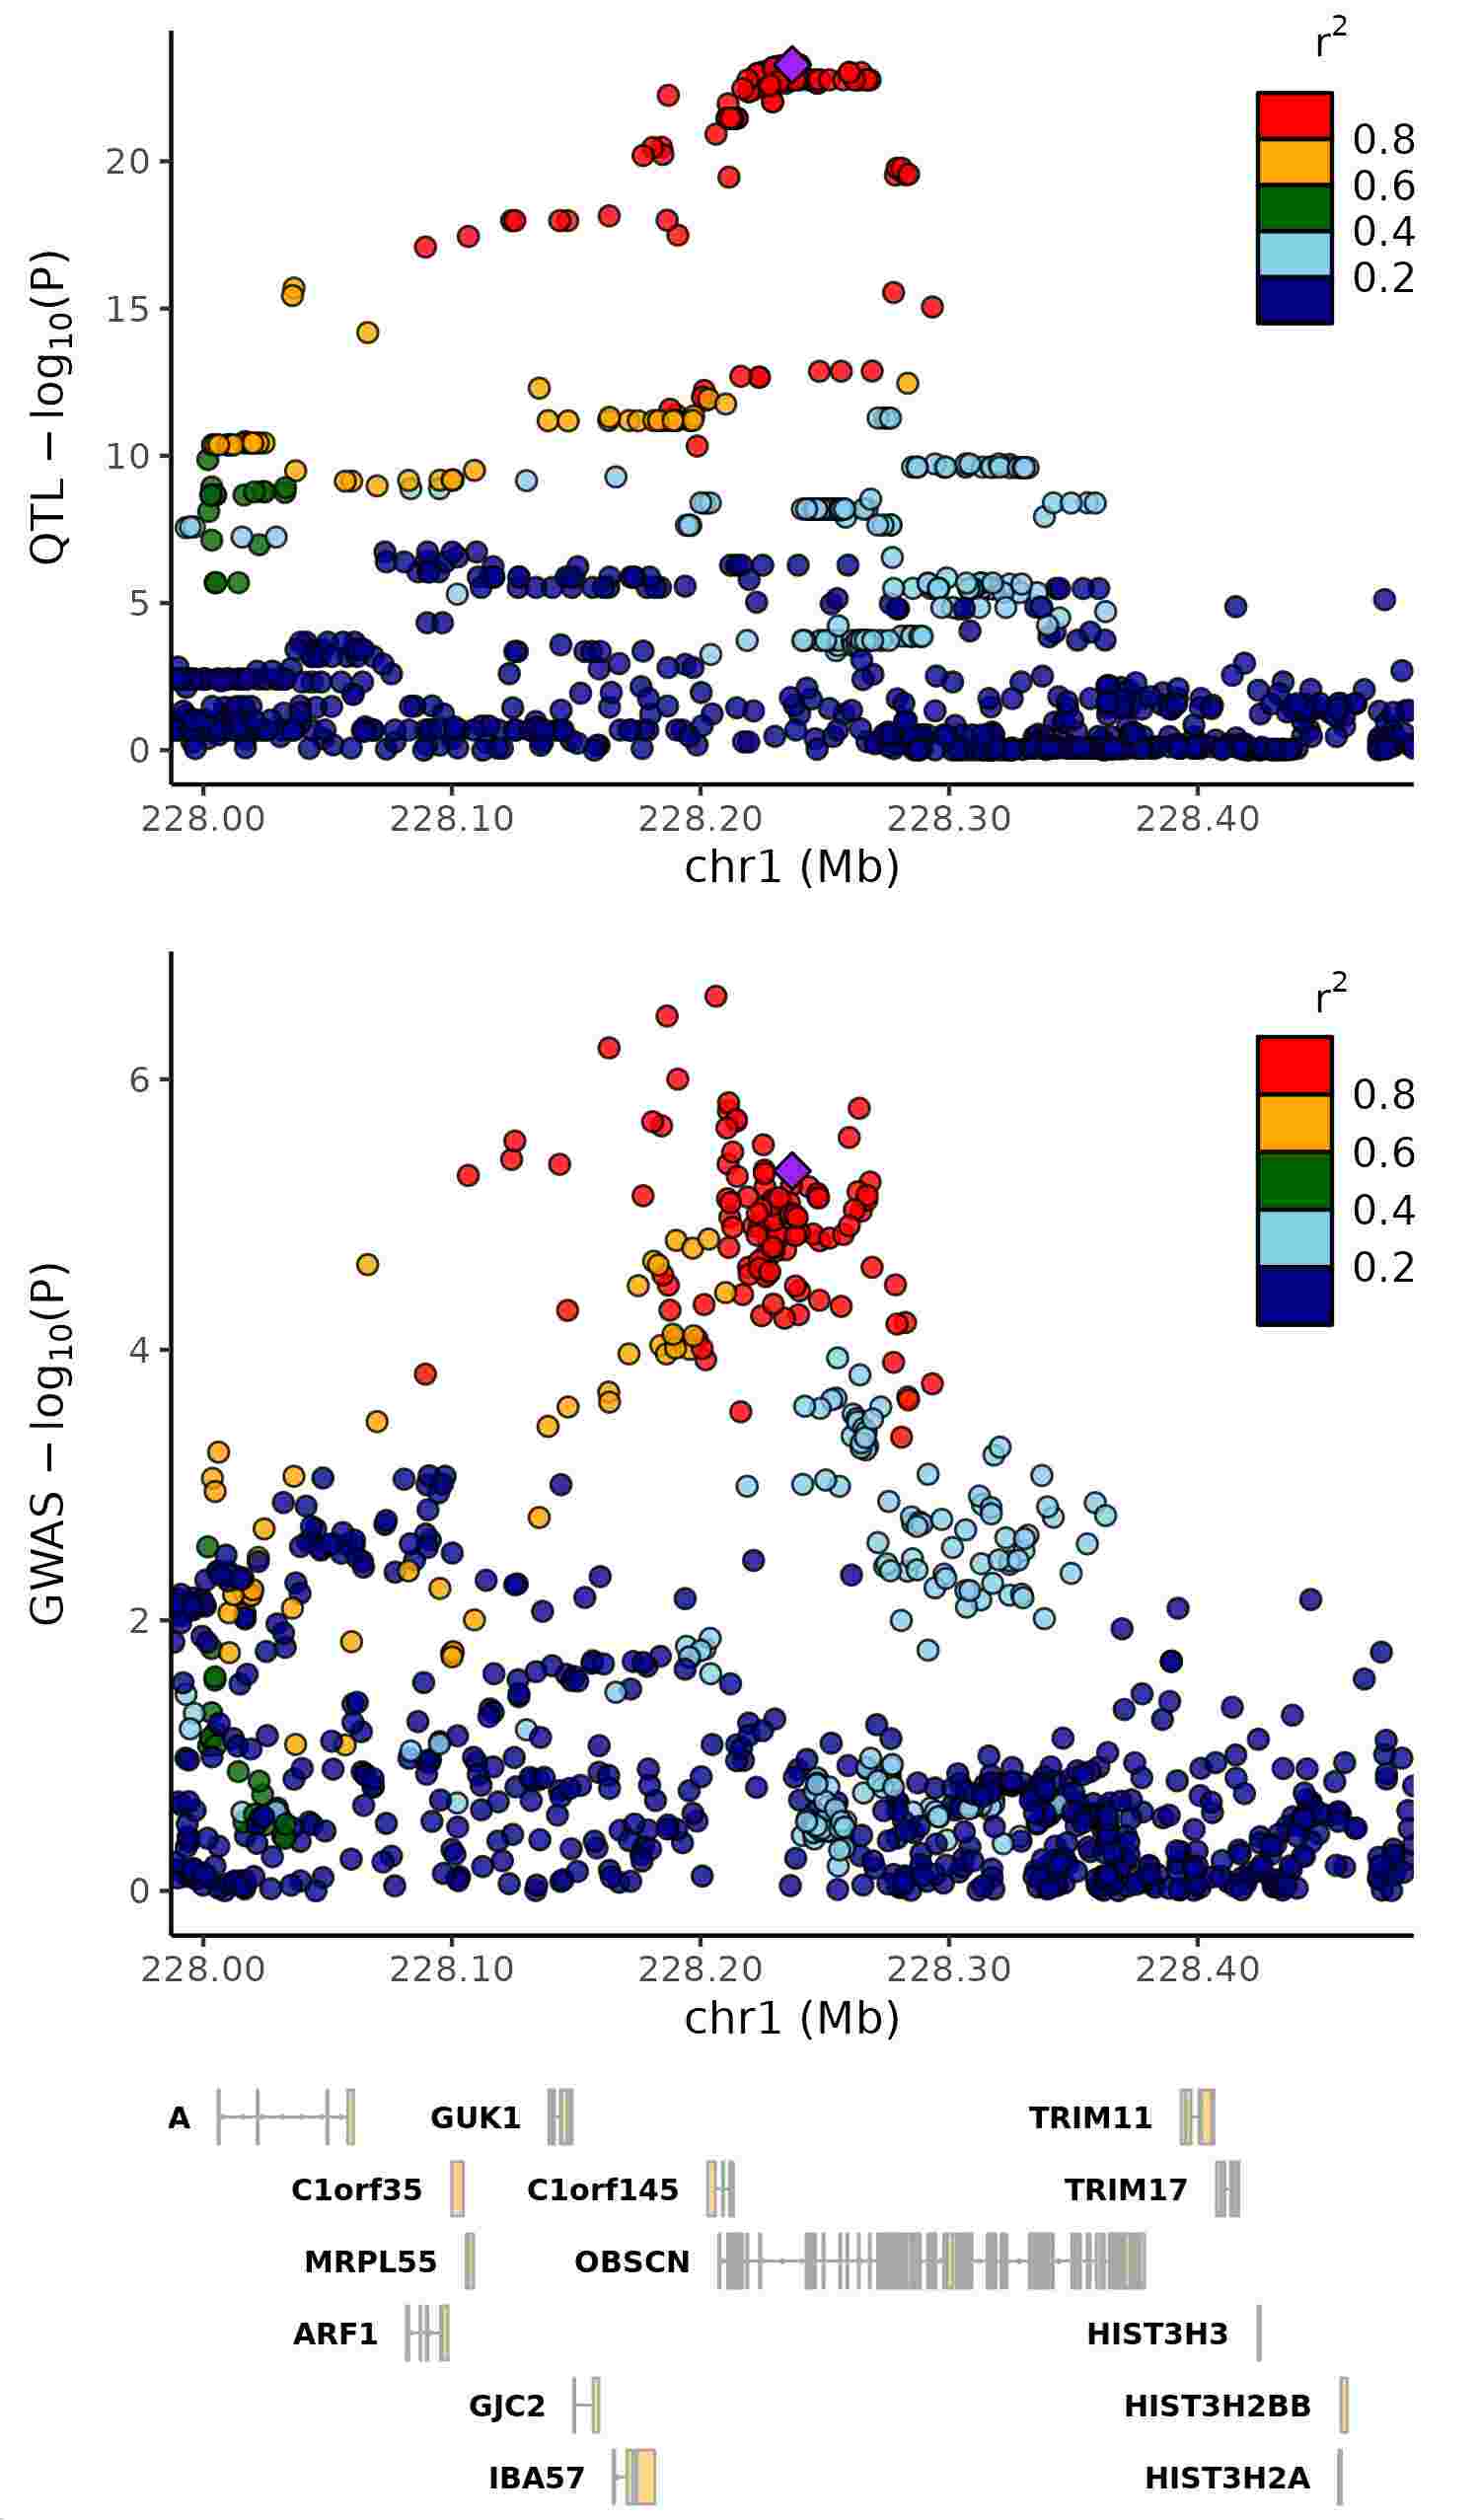 r²
20
15
10
5
0
QTL − log₁₀(P)
0.8
0.6
0.4
0.2
228.00 228.10 228.20 228.30 228.40
chr1 (Mb)
r²
6
4
2
0
GWAS − log₁₀(P)
0.8
0.6
0.4
0.2
228.00 228.10 228.20 228.30 228.40
chr1 (Mb)
A GUK1 TRIM11
C1orf35 C1orf145 TRIM17
MRPL55 OBSCN
ARF1 HIST3H3
GJC2 HIST3H2BB
IBA57 HIST3H2A